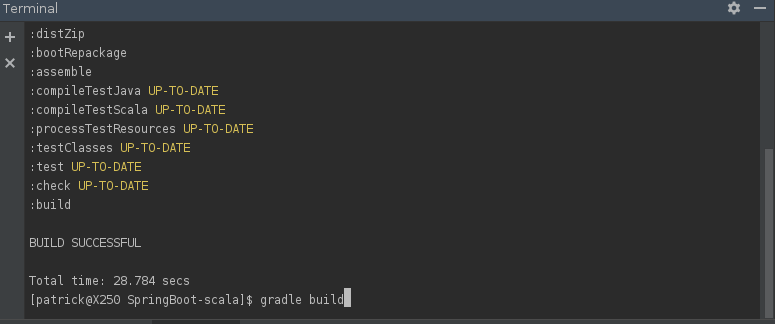 Terminal
:distZip
:bootRepackage
:assemble
:compileTestJava UP-TO-DATE
:compileTestScala UP-TO-DATE
:processTestResources UP-TO-DATE
:testClasses UP-TO-DATE
:test UP-TO-DATE
:check UP-TO-DATE
:build
BUILD SUCCESSFUL
Total time: 28.784 secs
[patrick@X250 SpringBoot-scala]$ gradle build